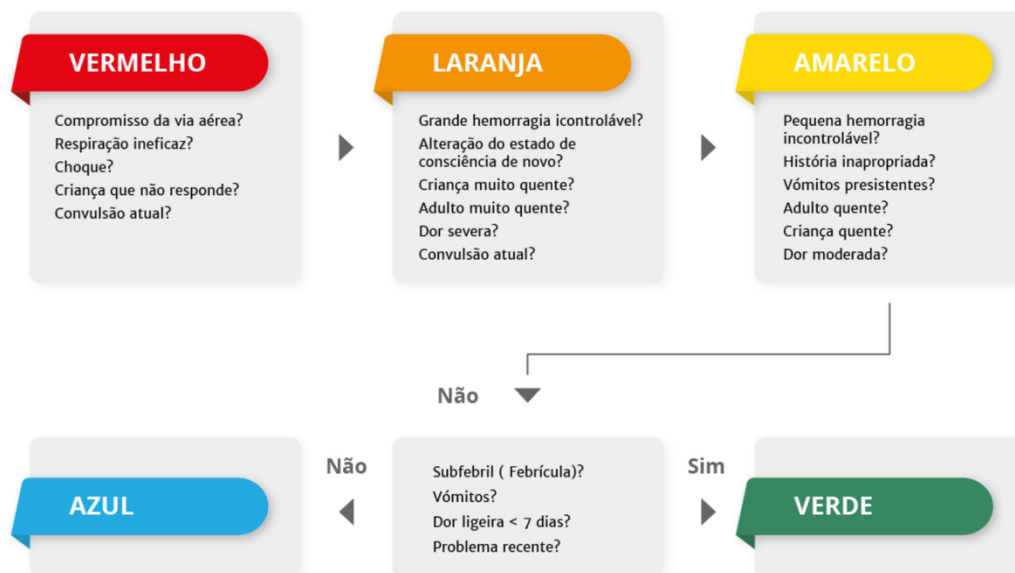 VERMELHO
Compromisso da via aérea?
Respiração ineficaz?
Choque?
Criança que não responde?
Convulsão atual?
LARANJA
Grande hemorragia icontrolável?
Alteração do estado de
consciência de novo?
Criança muito quente?
Adulto muito quente?
Dor severa?
Convulsão atual?
AMARELO
Pequena hemorragia
incontrolável?
História inapropriada?
Vómitos presistentes?
Adulto quente?
Criança quente?
Dor moderada?
Não
AZUL
Não
Subfebril ( Febrícula)?
Vómitos?
Dor ligeira < 7 dias?
Problema recente?
Sim
VERDE